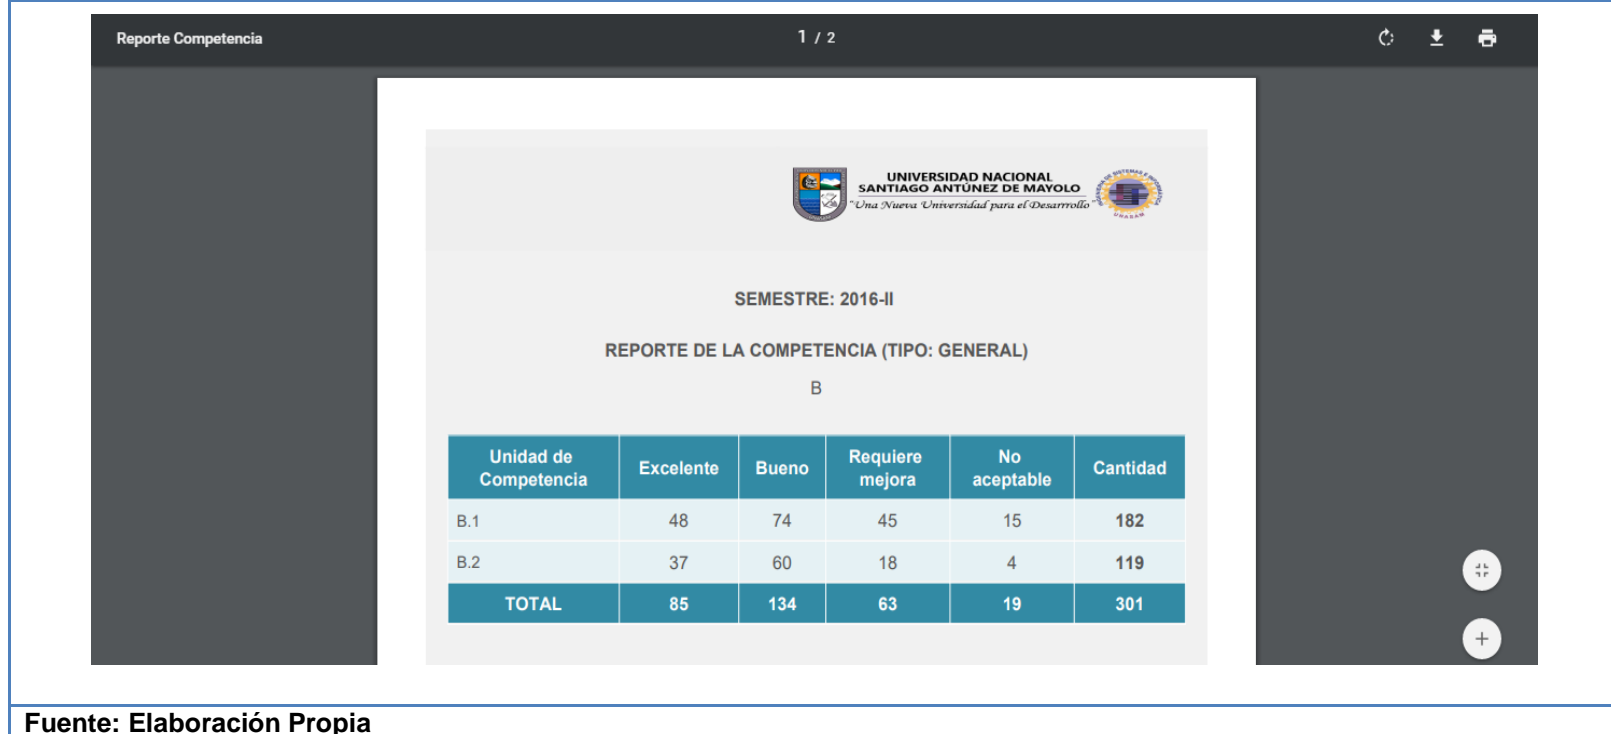 Reporte Competencia
1 / 2
UNIVERSIDAD NACIONAL
SANTIAGO ANTÚNEZ DE MAYOLO
"Una Nueva Universidad para el Desarrrollo"
UNASAM
SEMESTRE: 2016-II
REPORTE DE LA COMPETENCIA (TIPO: GENERAL)
B
Unidad de Competencia Excelente Bueno Requiere mejora No aceptable Cantidad
B.1 48 74 45 15 182
B.2 37 60 18 4 119
TOTAL 85 134 63 19 301
Fuente: Elaboración Propia